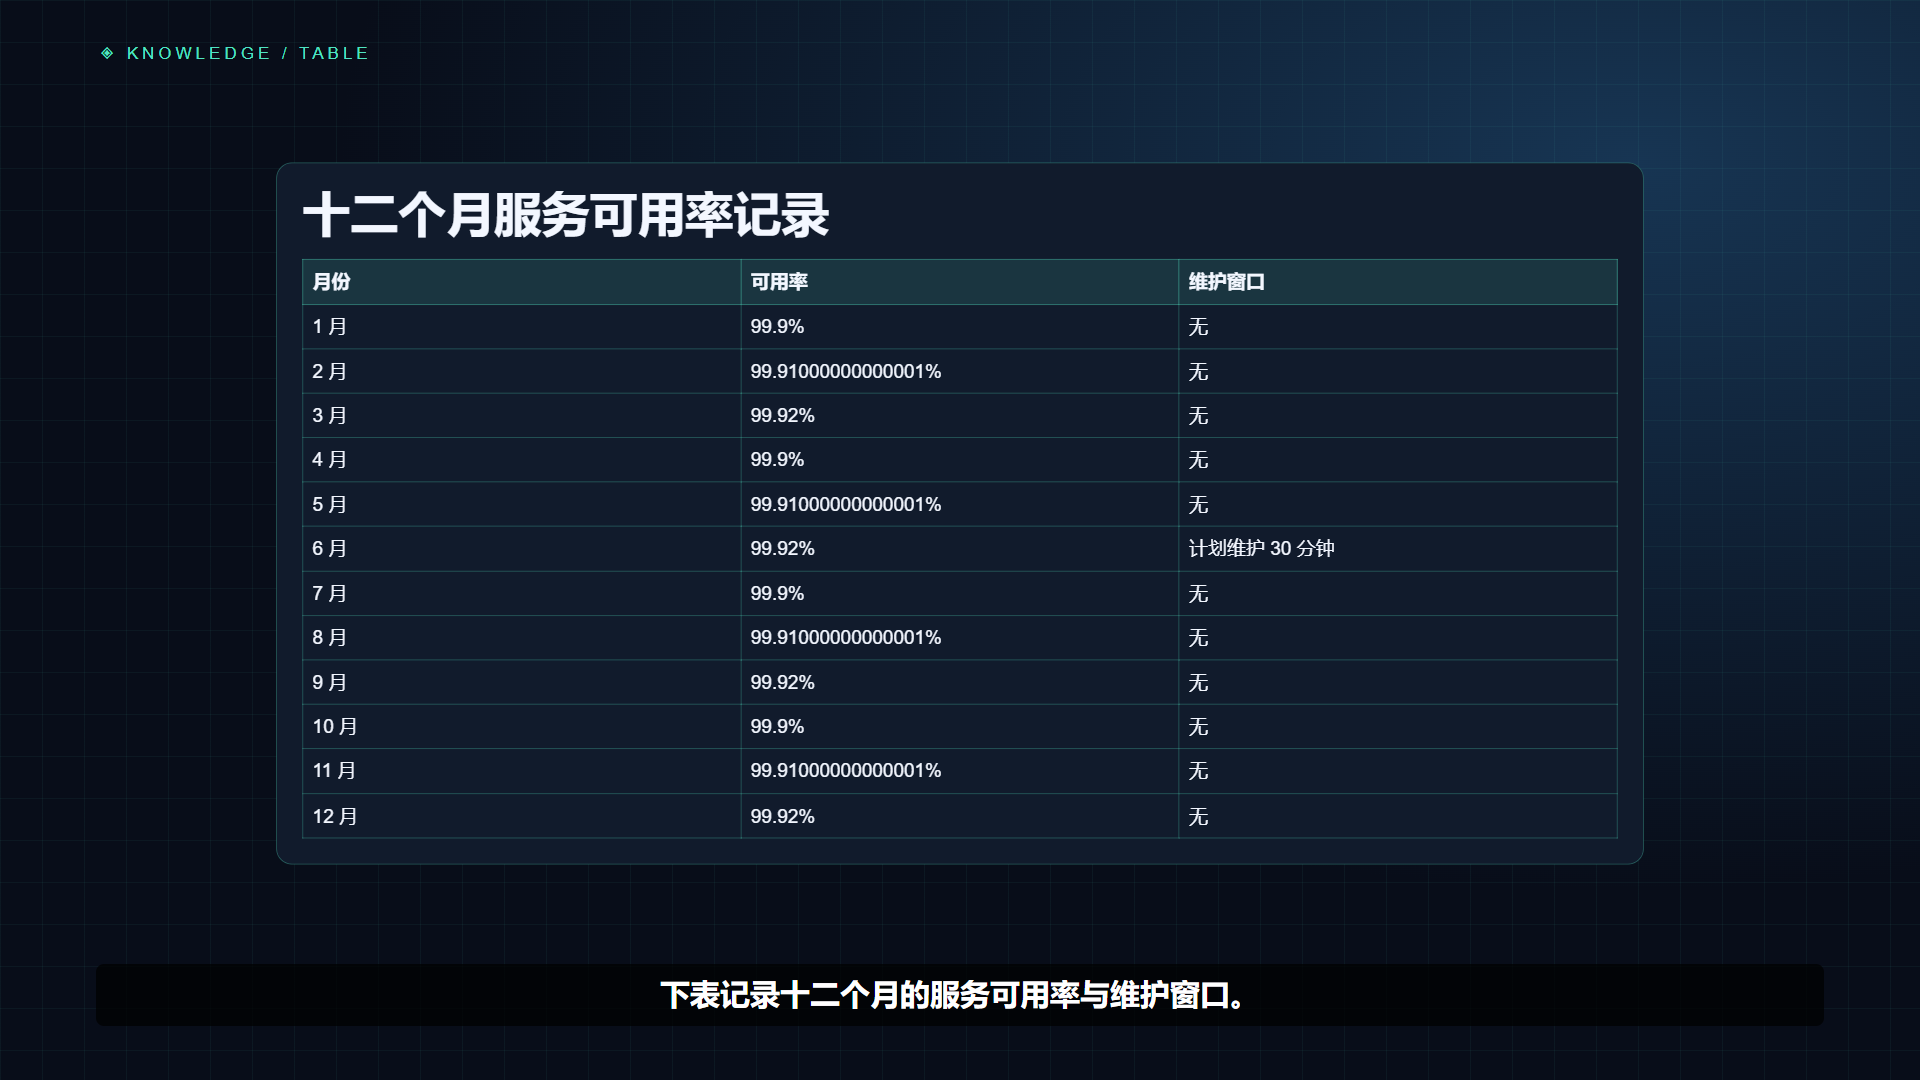 ◈ KNOWLEDGE / TABLE
十二个月服务可用率记录
月份 可用率 维护窗口
1 月 99.9% 无
2 月 99.91000000000001% 无
3 月 99.92% 无
4 月 99.9% 无
5 月 99.91000000000001% 无
6 月 99.92% 计划维护 30 分钟
7 月 99.9% 无
8 月 99.91000000000001% 无
9 月 99.92% 无
10 月 99.9% 无
11 月 99.91000000000001% 无
12 月 99.92% 无
下表记录十二个月的服务可用率与维护窗口。